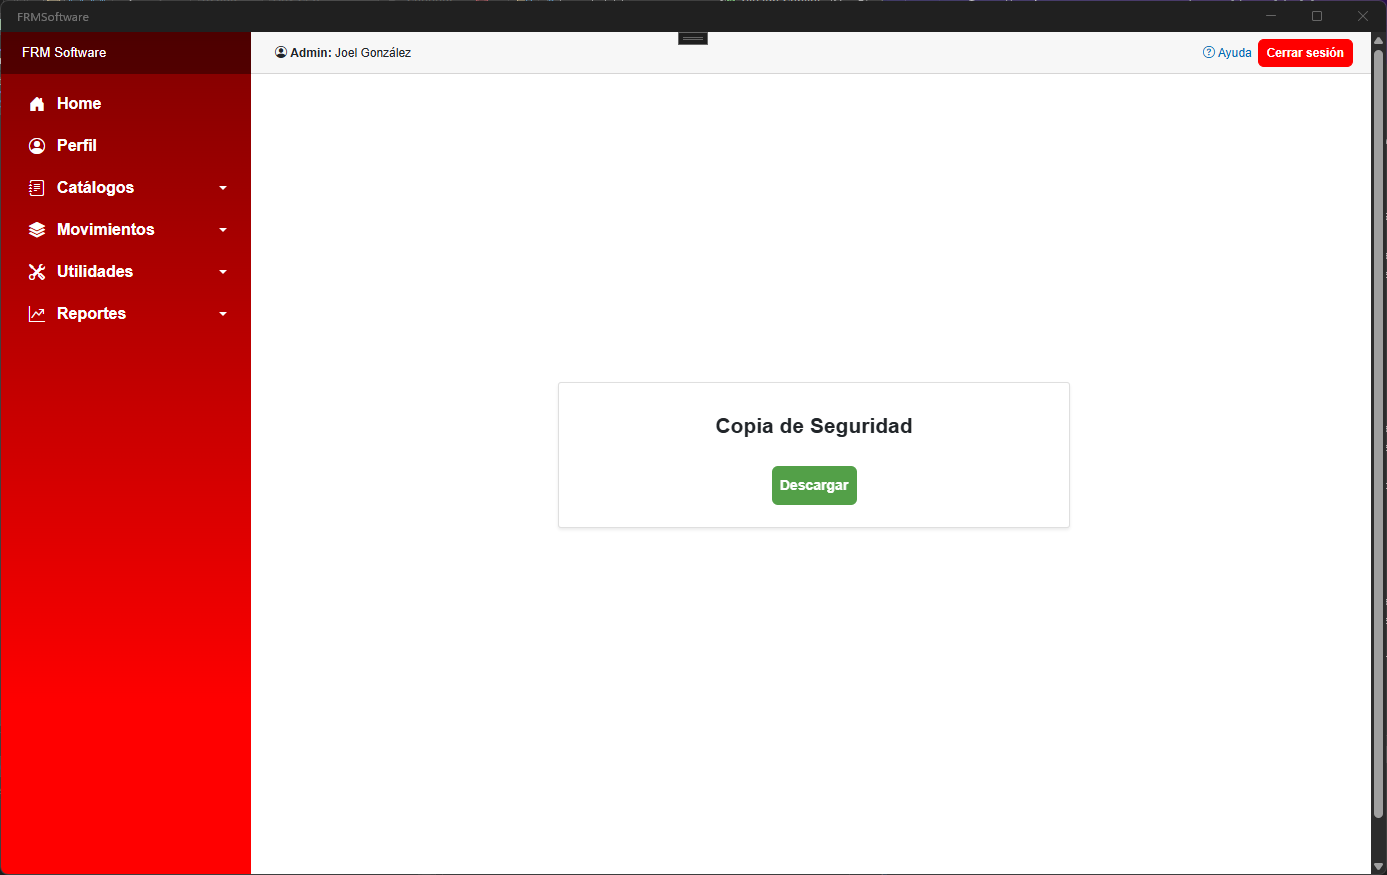 FRMSoftware
FRM Software
Admin: Joel González
Ayuda
Cerrar sesión
Home
Perfil
Catálogos
Movimientos
Utilidades
Reportes
Copia de Seguridad
Descargar